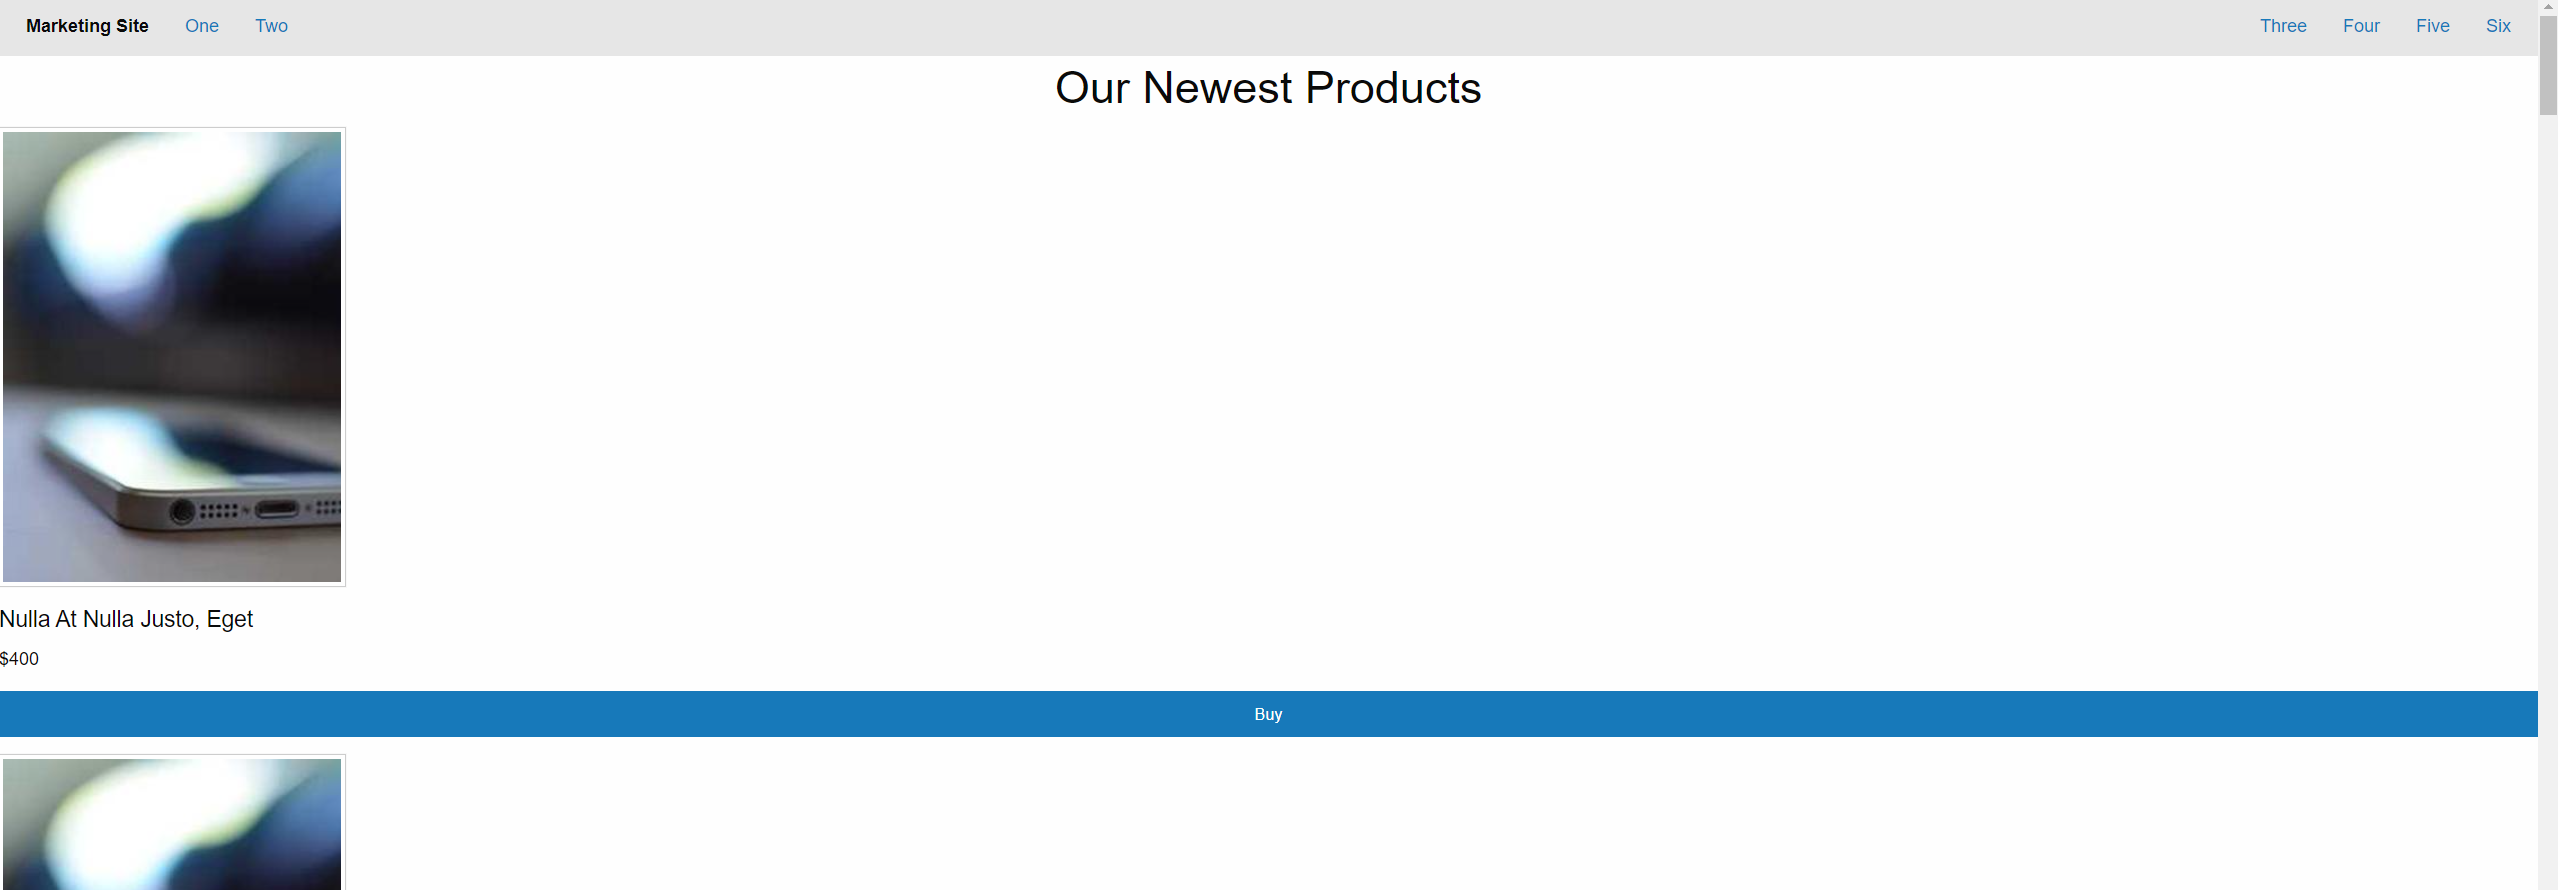 Marketing Site One Two Three Four Five Six
Our Newest Products
Nulla At Nulla Justo, Eget
$400
Buy